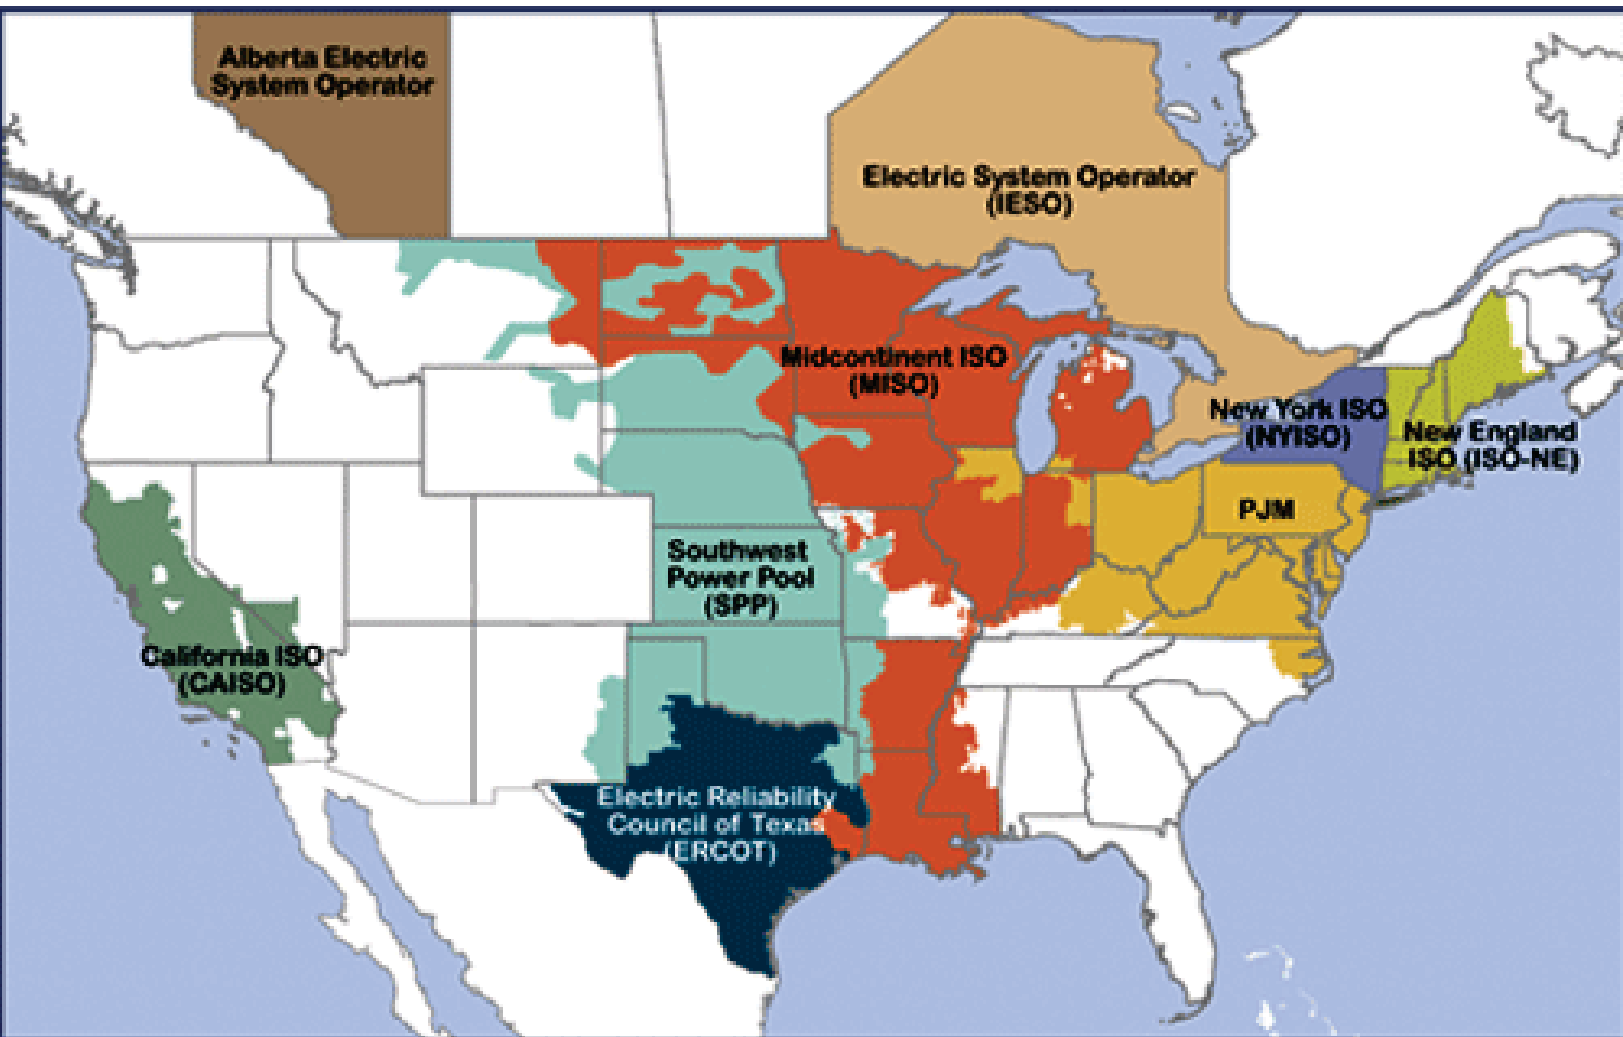 Alberta Electric
System Operator
Electric System Operator
(IESO)
Midcontinent ISO
(MISO)
New York ISO
(NYISO)
New England
ISO (ISO-NE)
PJM
Southwest
Power Pool
(SPP)
California ISO
(CAISO)
Electric Reliability
Council of Texas
(ERCOT)